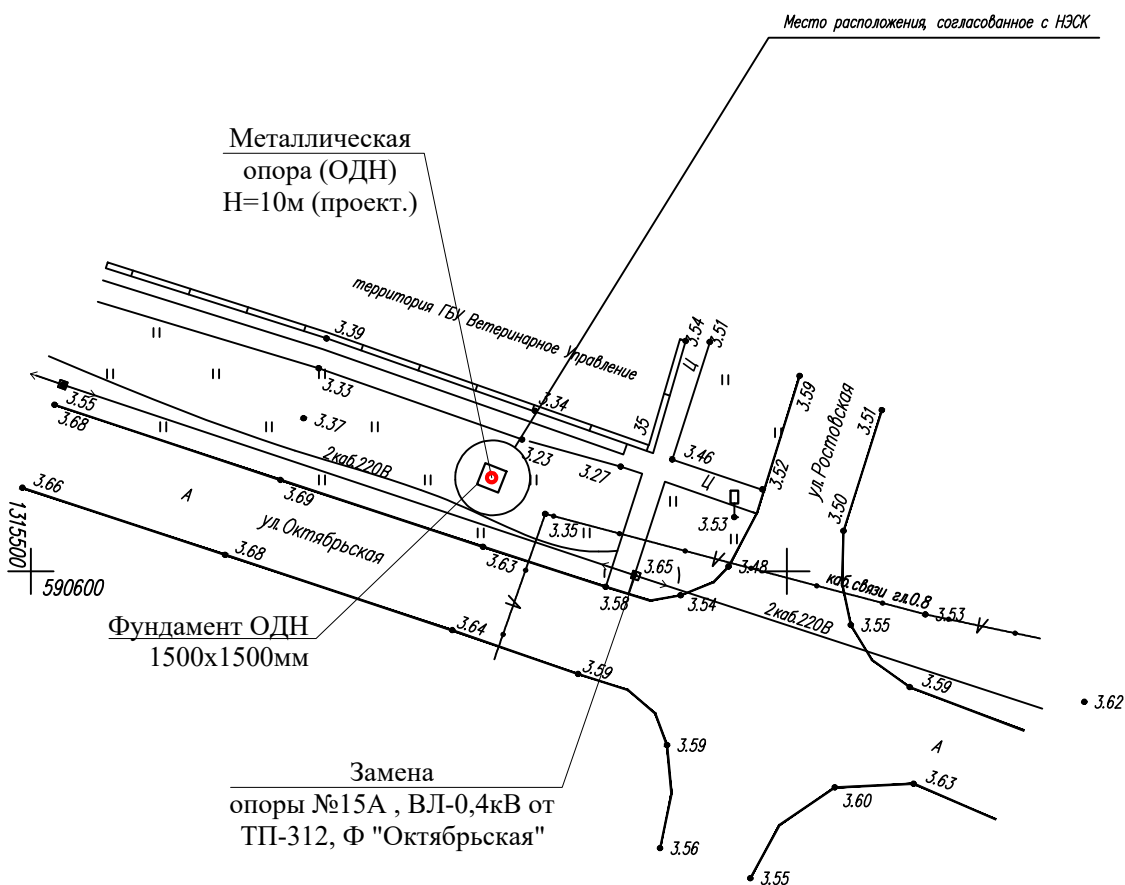 Место расположения, согласованное с НЭСК
Металлическая
опора (ОДН)
Н=10м (проект.)
территория ГБУ Ветеринарное Управление
3.39
3.54
3.51
Ц
3.33
3.59
3.55
3.34
35
3.51
3.68
3.37
ул.Ростовская
3.23
3.27
3.46
2каб.220В
3.52
3.66
А
3.69
Ц
3.50
ул.Октябрьская
3.35
3.53
1315500
3.68
3.63
3.65
V
3.48
590600
каб.связи гл.0.8
3.58
3.54
2каб.220В
3.53
V
V
3.55
Фундамент ОДН
1500х1500мм
3.64
3.59
3.59
3.62
3.59
А
Замена
опоры №15А , ВЛ-0,4кВ от
ТП-312, Ф "Октябрьская"
3.63
3.60
3.56
3.55